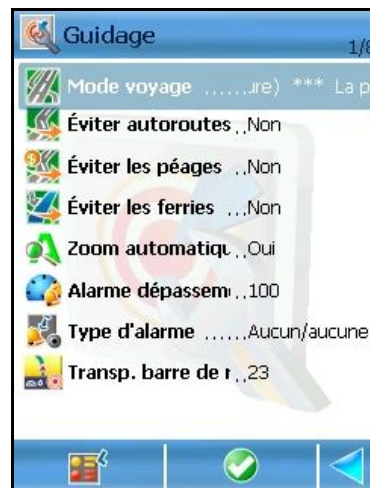 Guidage
1/8
Mode voyage ......ure) *** La p
Éviter autoroutes..Non
Éviter les péages ..Non
Éviter les ferries ...Non
Zoom automatiqu..Oui
Alarme dépassem..100
Type d'alarme ......Aucun/aucune
Transp. barre de r..23